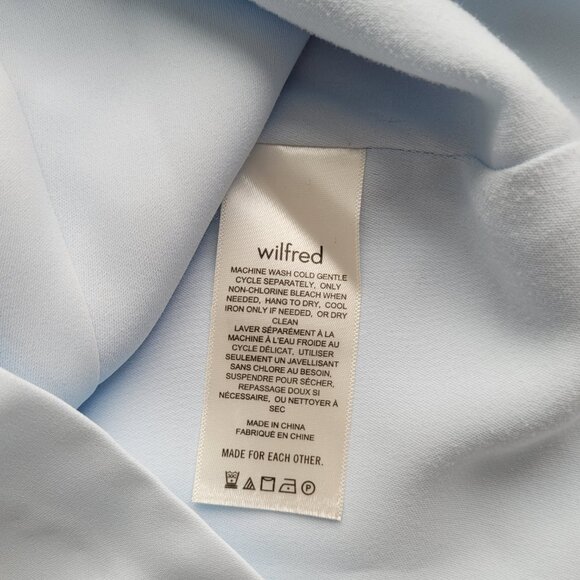 wilfred
MACHINE WASH COLD GENTLE
CYCLE SEPARATELY, ONLY
NON-CHLORINE BLEACH WHEN
NEEDED, HANG TO DRY, COOL
IRON ONLY IF NEEDED, OR DRY
CLEAN
LAVER SÉPARÉMENT À LA
MACHINE À L'EAU FROIDE AU
CYCLE DÉLICAT, UTILISER
SEULEMENT UN JAVELLISANT
SANS CHLORE AU BESOIN,
SUSPENDRE POUR SÉCHER,
REPASSAGE DOUX SI
NÉCESSAIRE, OU NETTOYER À
SEC
MADE IN CHINA
FABRIQUÉ EN CHINE
MADE FOR EACH OTHER.
P